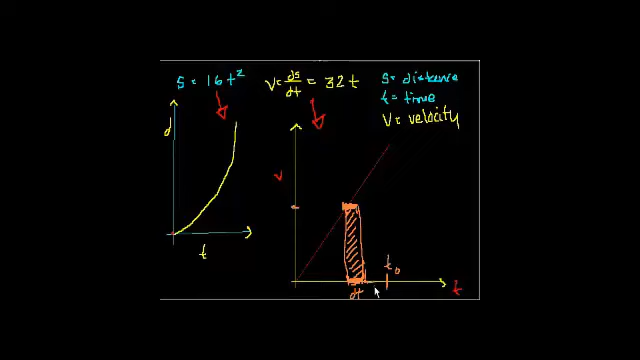 S = 16t² v = ds/dt = 32t
S = distance
t = time
V = velocity
d
t
v
t₀
dt
t